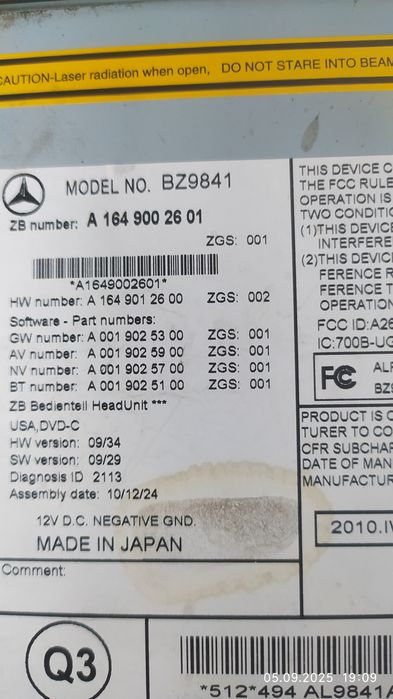 CAUTION-Laser radiation when open, DO NOT STARE INTO BEAM
MODEL NO. BZ9841
ZB number: A 164 900 26 01
ZGS: 001
*A1649002601*
HW number: A 164 901 26 00 ZGS: 002
Software - Part numbers:
GW number: A 001 902 53 00 ZGS: 001
AV number: A 001 902 59 00 ZGS: 001
NV number: A 001 902 57 00 ZGS: 001
BT number: A 001 902 51 00 ZGS: 001
ZB Bedienteil HeadUnit ***
USA,DVD-C
HW version: 09/34
SW version: 09/29
Diagnosis ID 2113
Assembly date: 10/12/24
12V D.C. NEGATIVE GND.
MADE IN JAPAN
Comment:
Q3
THIS DEVICE C
THE FCC RULE
OPERATION IS
TWO CONDITIO
(1)THIS DEVICE
INTERFERE
(2)THIS DEVIC
FERENCE R
FERENCE T
OPERATION
FCC ID:A26
IC:700B-UG
FC ALP
BZ9
PRODUCT IS C
TURER TO CO
CFR SUBCHAP
DATE OF MAN
MANUFACTUR
2010.IV
*512*494 AL9841A
05.09.2025 19:09